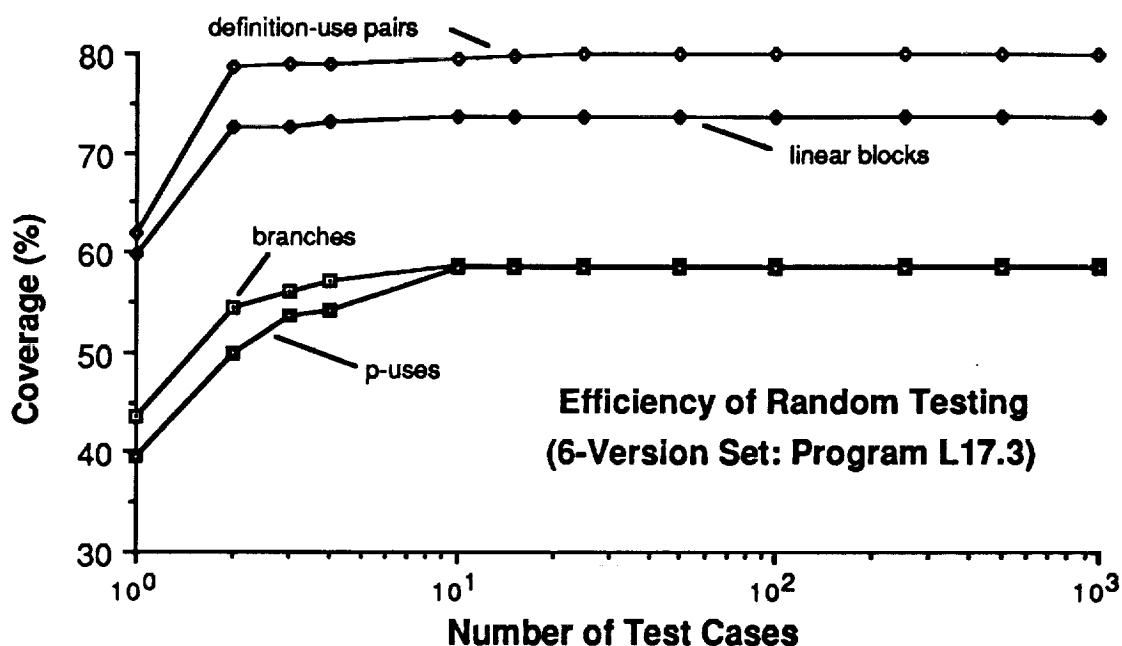 definition-use pairs
80
70
linear blocks
branches
60
50
p-uses
Coverage (%)
Efficiency of Random Testing
40
(6-Version Set: Program L17.3)
30
10^0
10^1
10^2
10^3
Number of Test Cases